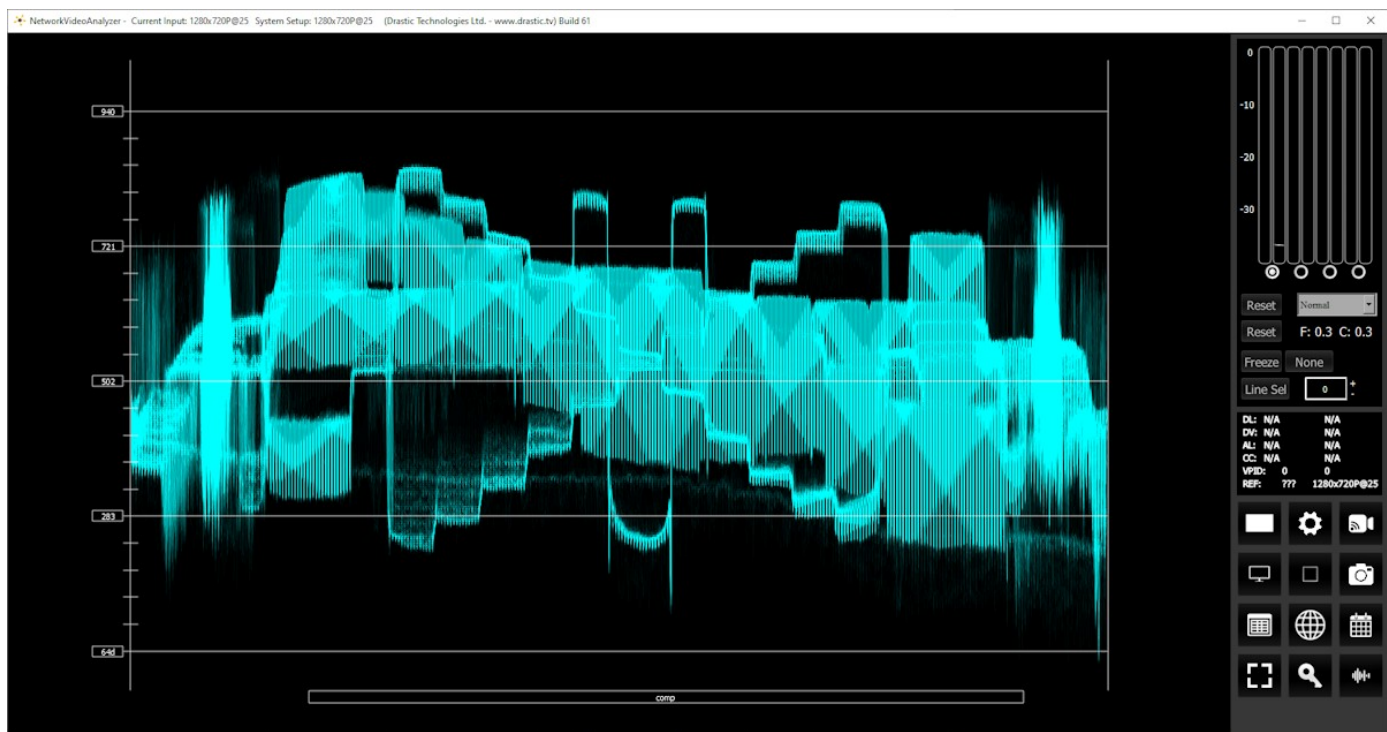 NetworkVideoAnalyzer - Current Input: 1280x720P@25 System Setup: 1280x720P@25 (Drastic Technologies Ltd. - www.drastic.tv) Build 61
0
940
-10
-20
-30
721
Reset Normal
Reset F: 0.3 C: 0.3
Freeze None
502
Line Sel 0 + -
DL: N/A N/A
DV: N/A N/A
AL: N/A N/A
CC: N/A N/A
VPID: 0 0
REF: ??? 1280x720P@25
283
64d
comp